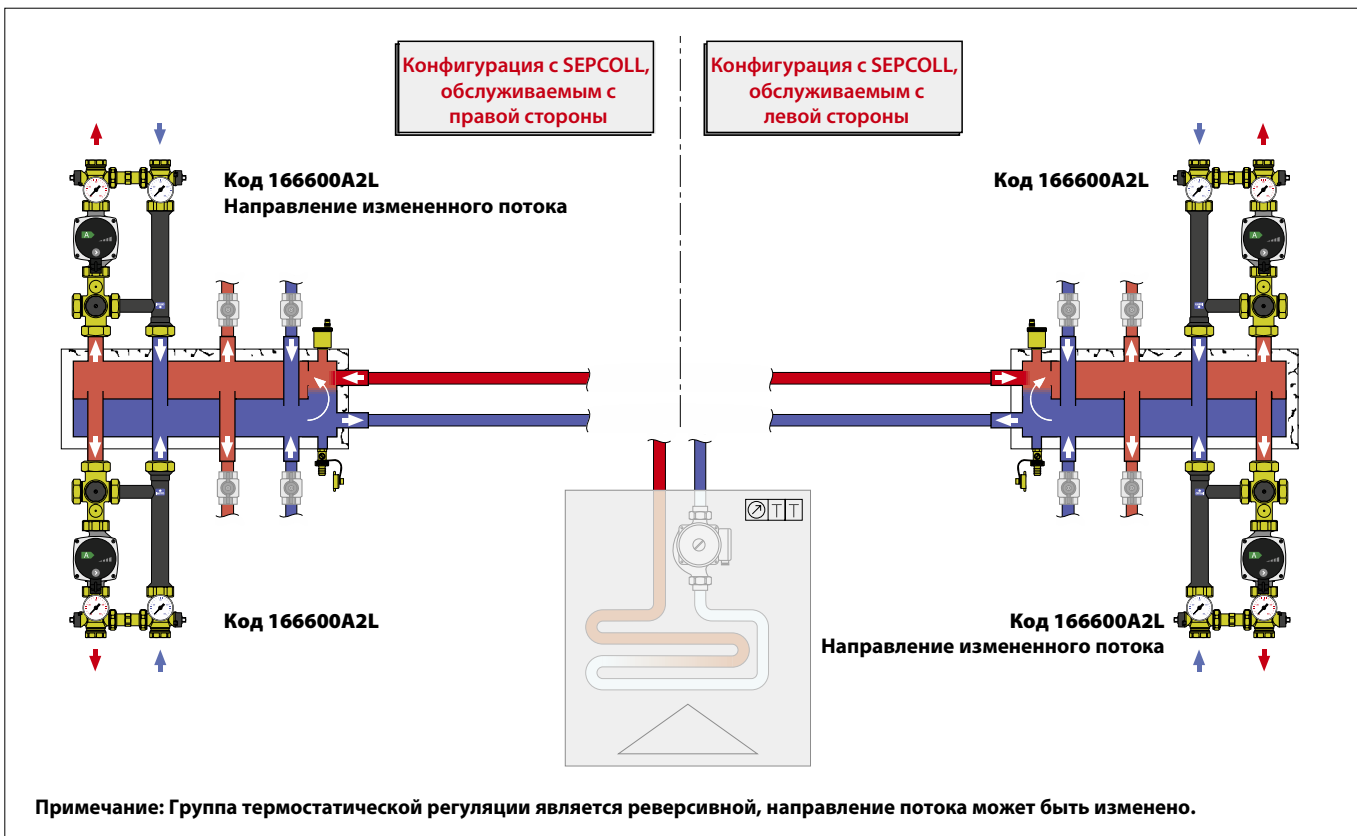 Конфигурация с SEPCOLL,
обслуживаемым с
правой стороны
Конфигурация с SEPCOLL,
обслуживаемым с
левой стороны
Код 166600A2L
Направление измененного потока
Код 166600A2L
T T
Код 166600A2L
Код 166600A2L
Направление измененного потока
Примечание: Группа термостатической регуляции является реверсивной, направление потока может быть изменено.